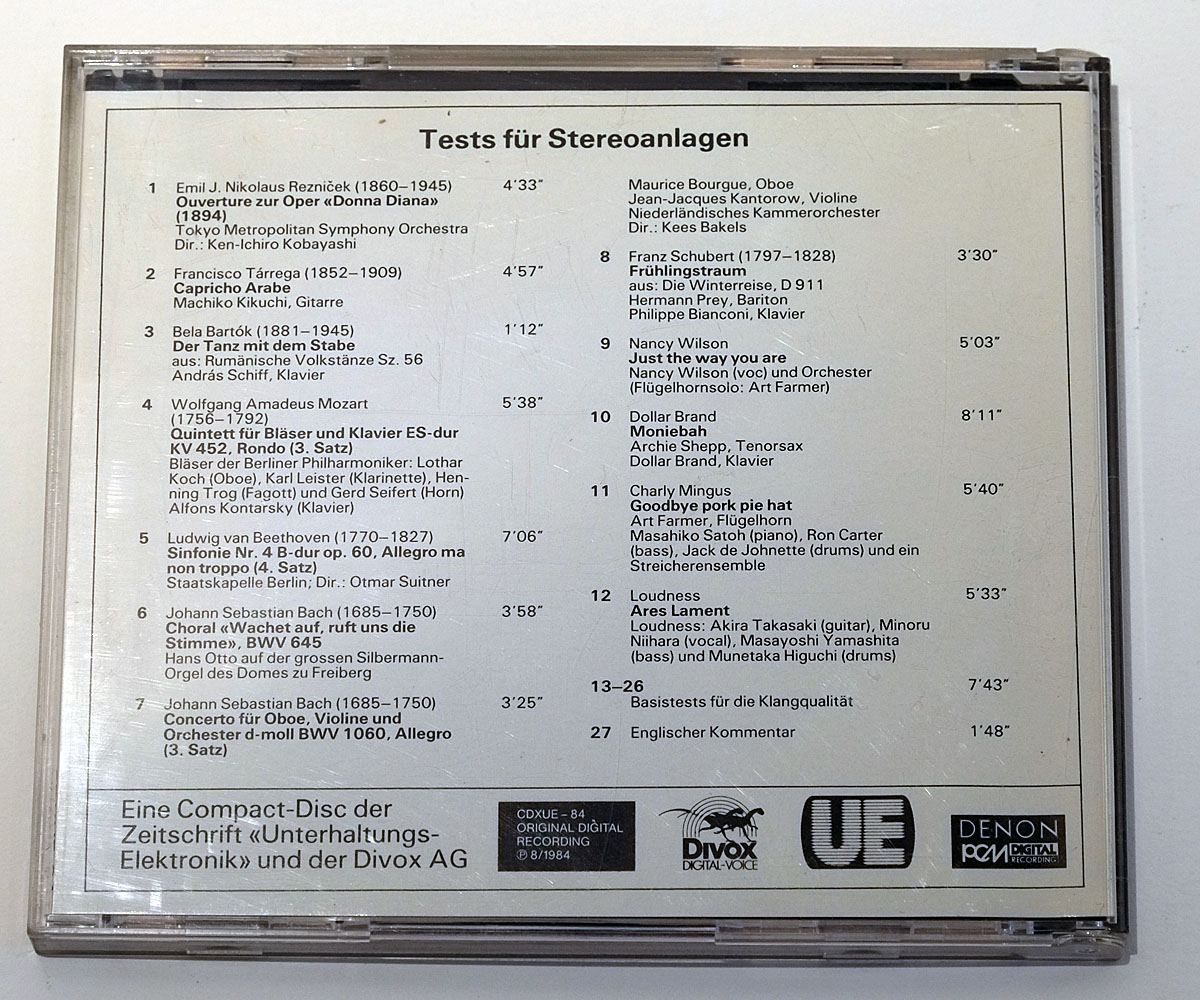 Tests für Stereoanlagen
1 Emil J. Nikolaus Rezniček (1860–1945) 4'33"
Ouverture zur Oper «Donna Diana»
(1894)
Tokyo Metropolitan Symphony Orchestra
Dir.: Ken-Ichiro Kobayashi
2 Francisco Tárrega (1852–1909) 4'57"
Capricho Arabe
Machiko Kikuchi, Gitarre
3 Bela Bartók (1881–1945) 1'12"
Der Tanz mit dem Stabe
aus: Rumänische Volkstänze Sz. 56
András Schiff, Klavier
4 Wolfgang Amadeus Mozart 5'38"
(1756–1792)
Quintett für Bläser und Klavier ES-dur
KV 452, Rondo (3. Satz)
Bläser der Berliner Philharmoniker: Lothar
Koch (Oboe), Karl Leister (Klarinette), Hen-
ning Trog (Fagott) und Gerd Seifert (Horn)
Alfons Kontarsky (Klavier)
5 Ludwig van Beethoven (1770–1827) 7'06"
Sinfonie Nr. 4 B-dur op. 60, Allegro ma
non troppo (4. Satz)
Staatskapelle Berlin; Dir.: Otmar Suitner
6 Johann Sebastian Bach (1685–1750) 3'58"
Choral «Wachet auf, ruft uns die
Stimme», BWV 645
Hans Otto auf der grossen Silbermann-
Orgel des Domes zu Freiberg
7 Johann Sebastian Bach (1685–1750) 3'25"
Concerto für Oboe, Violine und
Orchester d-moll BWV 1060, Allegro
(3. Satz)
Maurice Bourgue, Oboe
Jean-Jacques Kantorow, Violine
Niederländisches Kammerorchester
Dir.: Kees Bakels
8 Franz Schubert (1797–1828) 3'30"
Frühlingstraum
aus: Die Winterreise, D 911
Hermann Prey, Bariton
Philippe Bianconi, Klavier
9 Nancy Wilson 5'03"
Just the way you are
Nancy Wilson (voc) und Orchester
(Flügelhornsolo: Art Farmer)
10 Dollar Brand 8'11"
Moniebah
Archie Shepp, Tenorsax
Dollar Brand, Klavier
11 Charly Mingus 5'40"
Goodbye pork pie hat
Art Farmer, Flügelhorn
Masahiko Satoh (piano), Ron Carter
(bass), Jack de Johnette (drums) und ein
Streicherensemble
12 Loudness 5'33"
Ares Lament
Loudness: Akira Takasaki (guitar), Minoru
Niihara (vocal), Masayoshi Yamashita
(bass) und Munetaka Higuchi (drums)
13–26 7'43"
Basistests für die Klangqualität
27 Englischer Kommentar 1'48"
Eine Compact-Disc der
Zeitschrift «Unterhaltungs-
Elektronik» und der Divox AG
CDXUE – 84
ORIGINAL DIGITAL
RECORDING
℗ 8/1984
DIVOX
DIGITAL-VOICE
UE
DENON
PCM DIGITAL
RECORDING